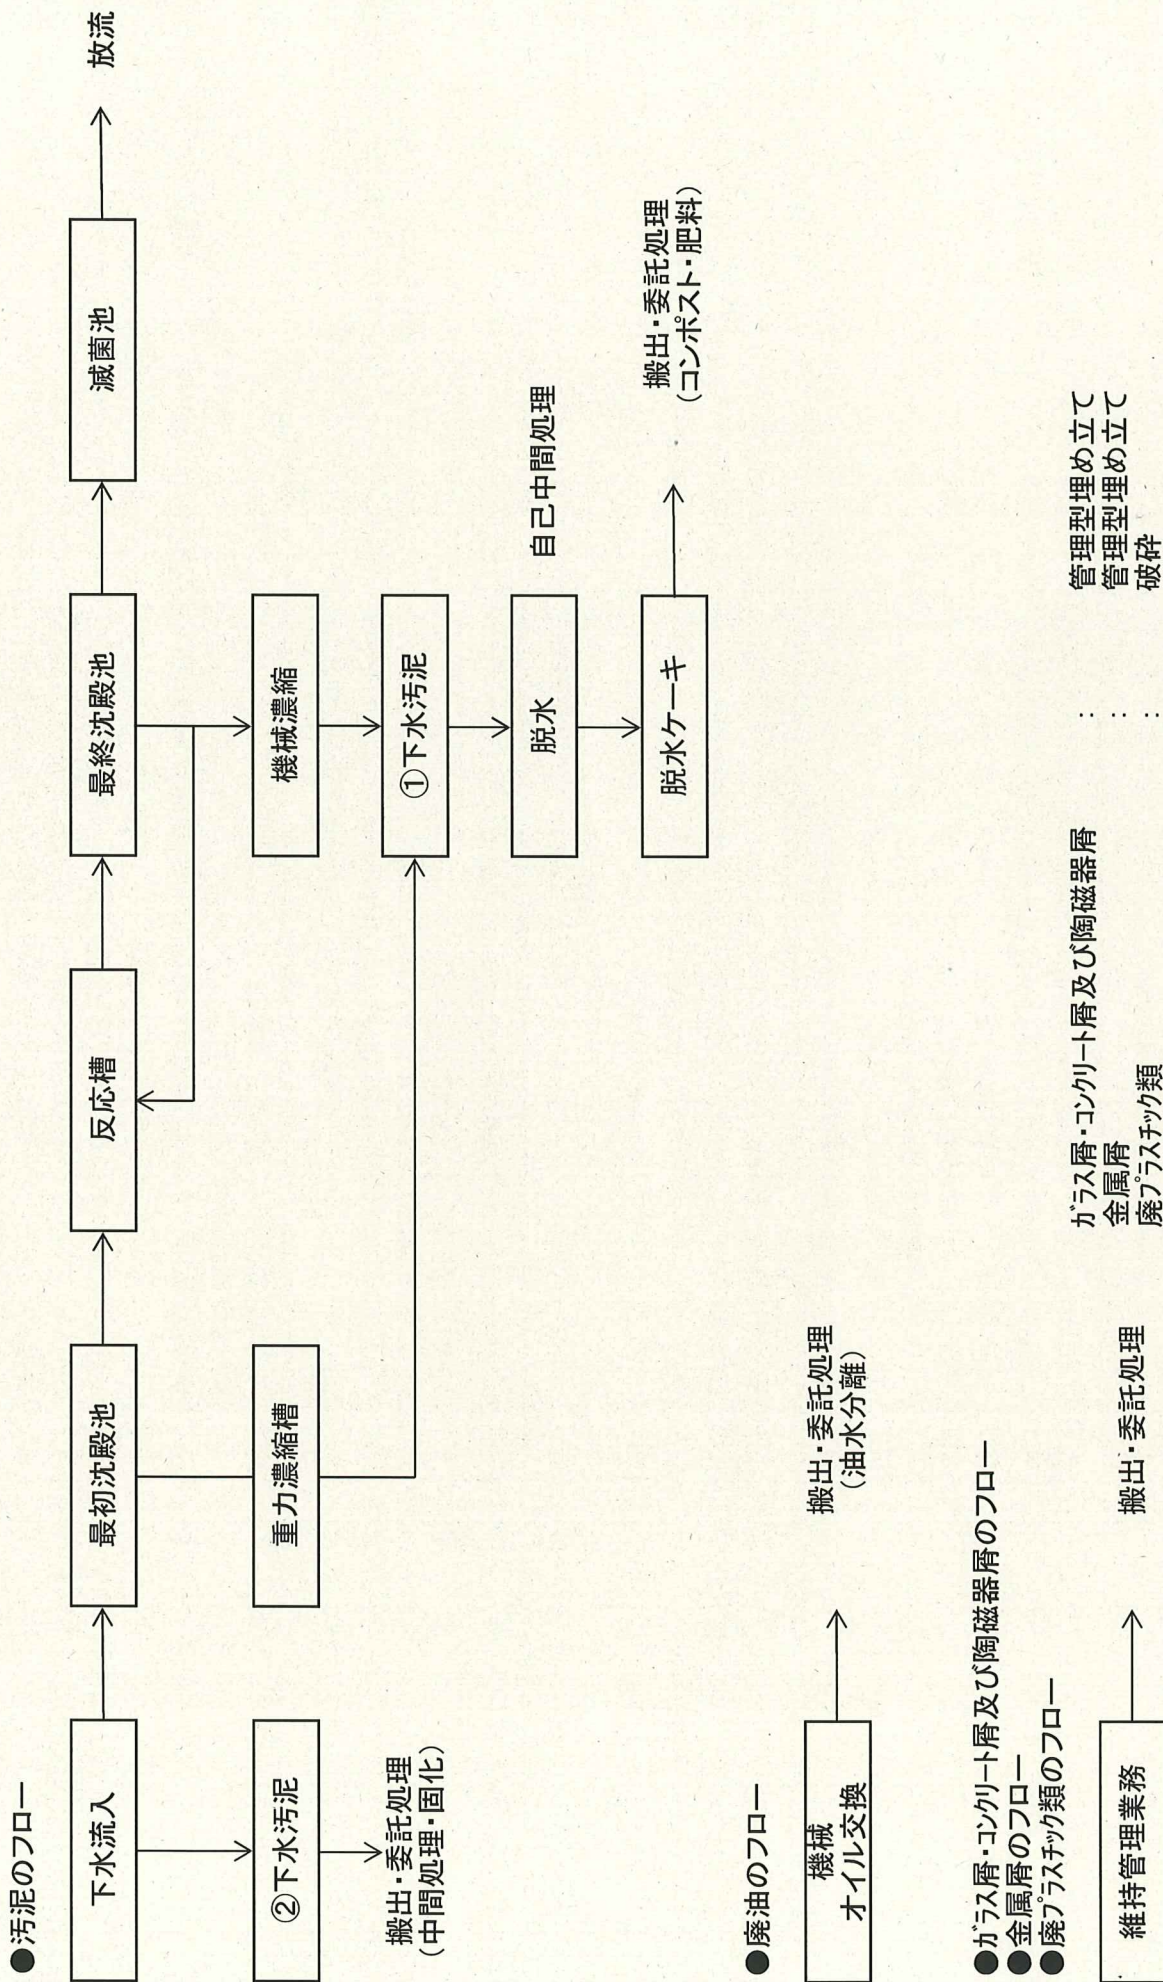 ●汚泥のフロー
下水流入
最初沈殿池
反応槽
最終沈殿池
滅菌池
放流
②下水汚泥
重力濃縮槽
機械濃縮
搬出・委託処理
(中間処理・固化)
①下水汚泥
脱水
自己中間処理
脱水ケーキ
搬出・委託処理
(コンポスト・肥料)
●廃油のフロー
機械
オイル交換
搬出・委託処理
(油水分離)
●ガラス屑・コンクリート屑及び陶磁器屑のフロー
●金属屑のフロー
●廃プラスチック類のフロー
維持管理業務
搬出・委託処理
ガラス屑・コンクリート屑及び陶磁器屑 : 管理型埋め立て
金属屑 : 管理型埋め立て
廃プラスチック類 : 破砕